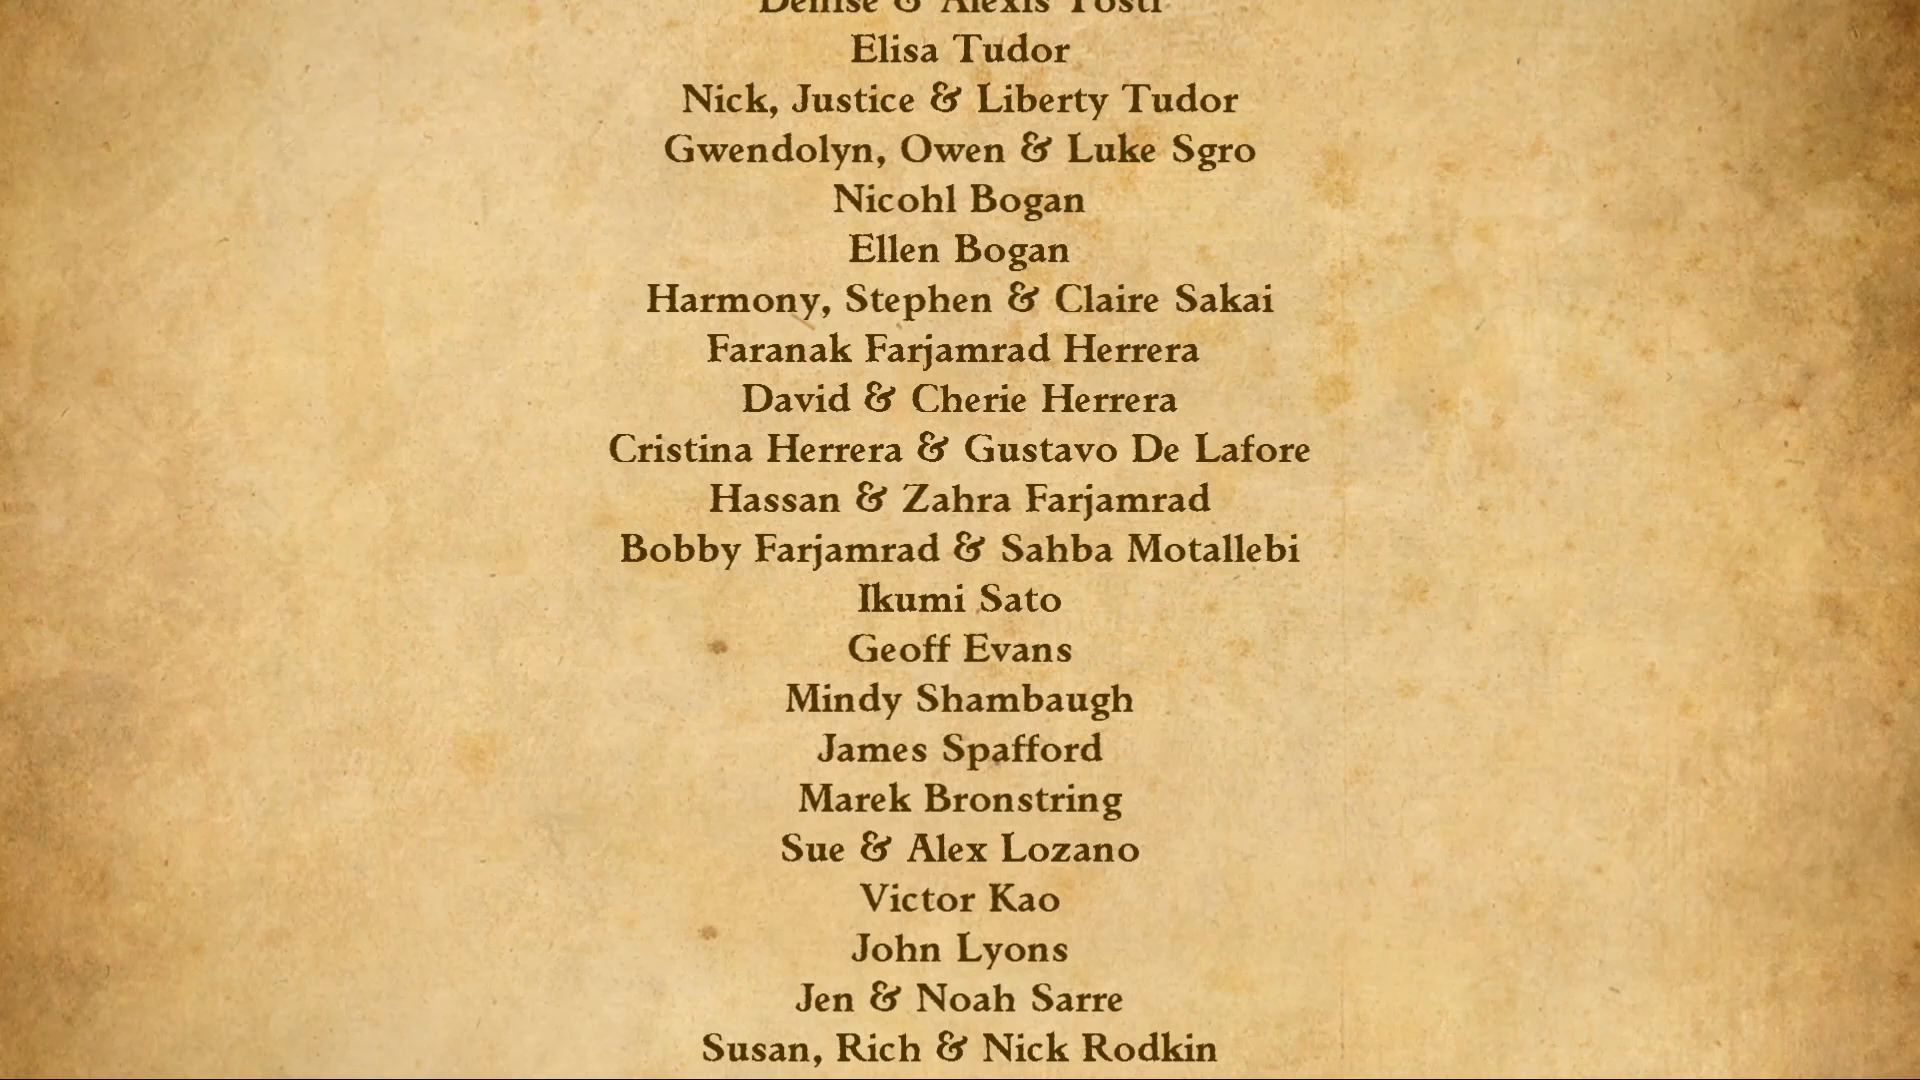 Denise & Alexis Tosti
Elisa Tudor
Nick, Justice & Liberty Tudor
Gwendolyn, Owen & Luke Sgro
Nicohl Bogan
Ellen Bogan
Harmony, Stephen & Claire Sakai
Faranak Farjamrad Herrera
David & Cherie Herrera
Cristina Herrera & Gustavo De Lafore
Hassan & Zahra Farjamrad
Bobby Farjamrad & Sahba Motallebi
Ikumi Sato
Geoff Evans
Mindy Shambaugh
James Spafford
Marek Bronstring
Sue & Alex Lozano
Victor Kao
John Lyons
Jen & Noah Sarre
Susan, Rich & Nick Rodkin